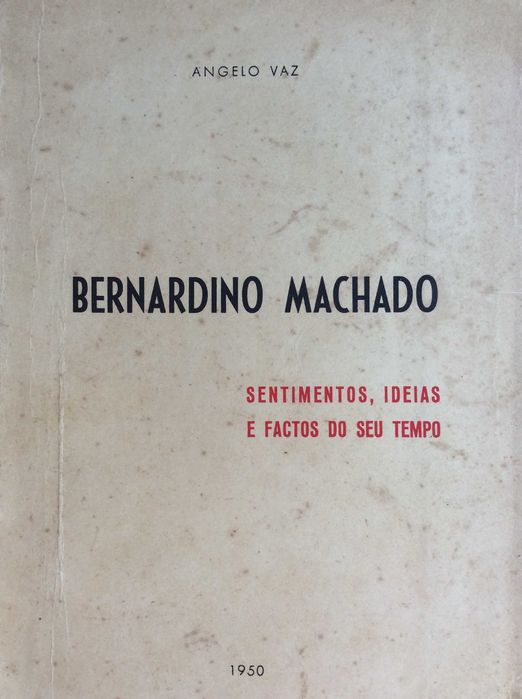 ANGELO VAZ
BERNARDINO MACHADO
SENTIMENTOS, IDEIAS
E FACTOS DO SEU TEMPO
1950